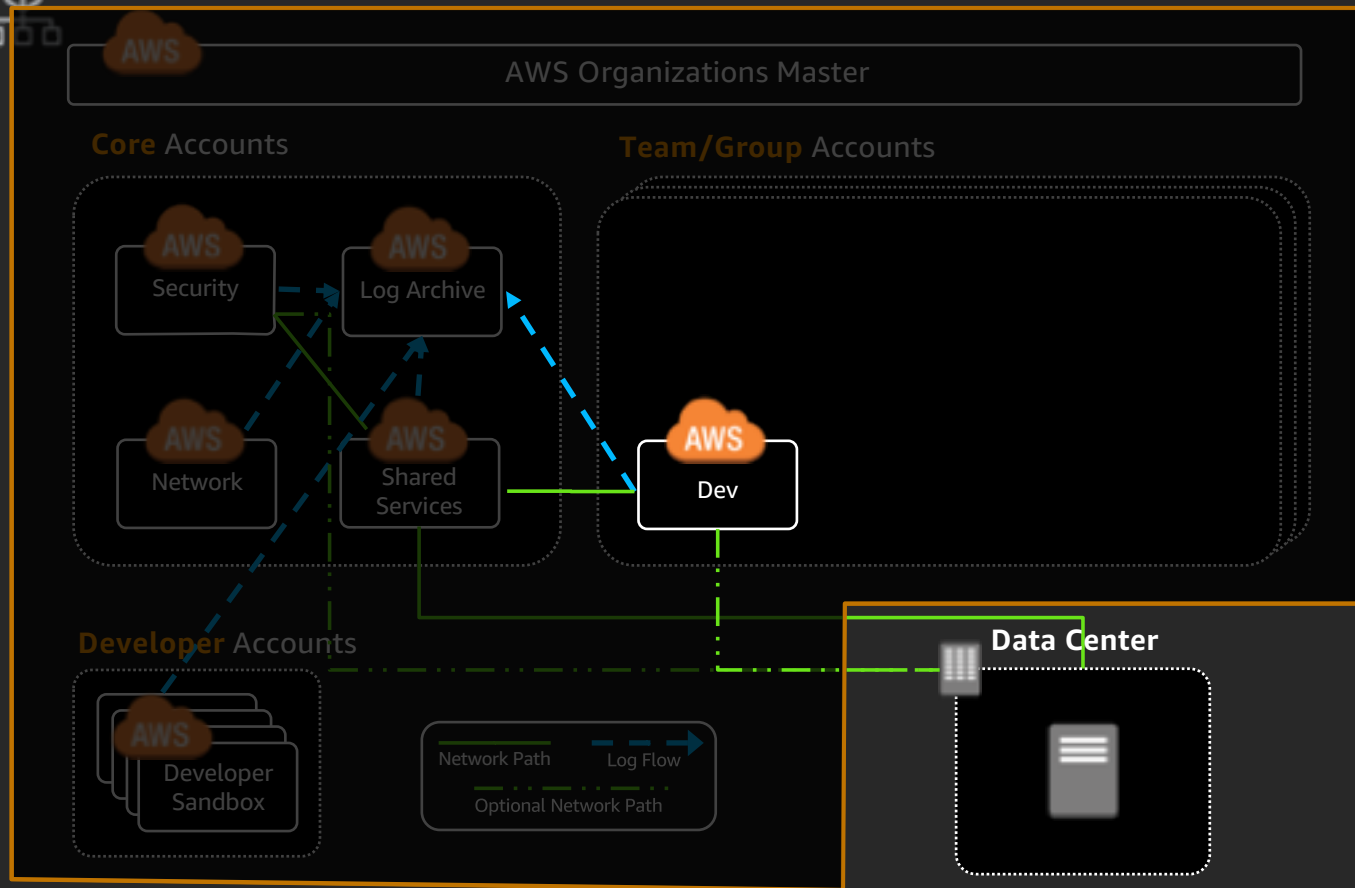 AWS
AWS Organizations Master
Core Accounts
Team/Group Accounts
AWS
Security
AWS
Log Archive
AWS
Network
AWS
Shared
Services
AWS
Dev
Developer Accounts
AWS
Developer
Sandbox
Network Path
Log Flow
Optional Network Path
Data Center